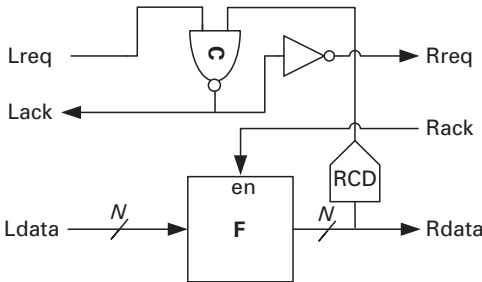 Lreq
C
Rreq
Lack
Rack
en
RCD
Ldata
N
F
N
Rdata